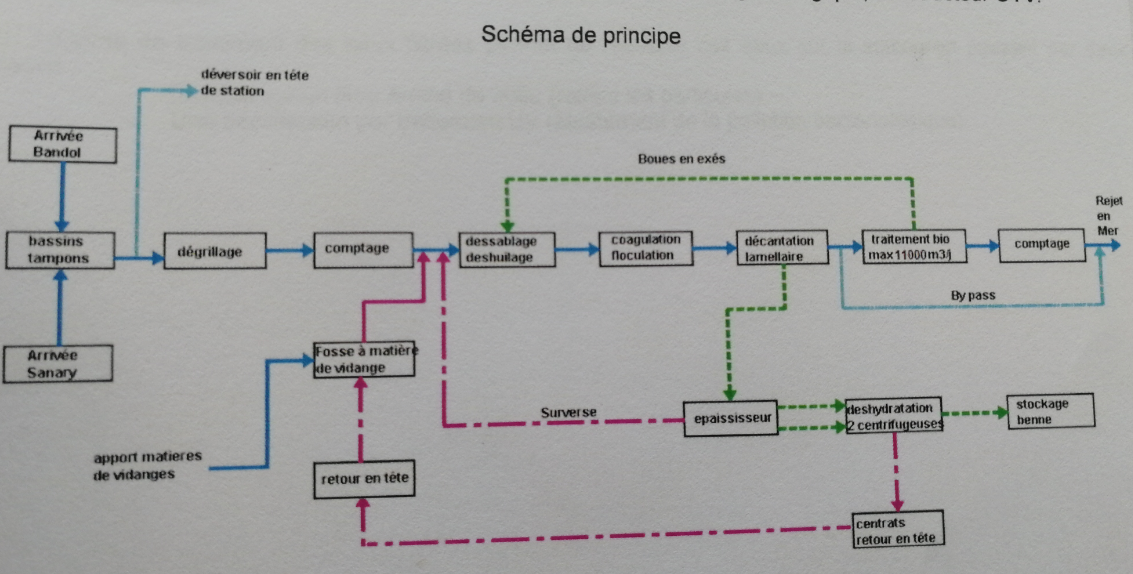 Schéma de principe
déversoir en téte
de station
Arrivée
Bandol
Boues en exés
Rejet
en
Mer
bassins
tampons
dégrillage
comptage
dessablage
deshuilage
coagulation
floculation
décantation
lamellaire
traitement bio
max11000m3/j
comptage
By pass
Arrivée
Sanary
Fosse à matière
de vidange
Surverse
epaississeur
deshydratation
2 centrifugeuses
stockage
benne
apport matieres
de vidanges
retour en téte
centrats
retour en téte